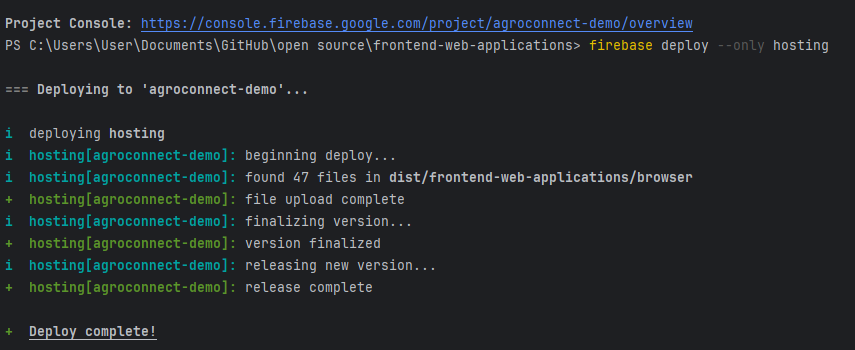 Project Console: https://console.firebase.google.com/project/agroconnect-demo/overview
PS C:\Users\User\Documents\GitHub\open source\frontend-web-applications> firebase deploy --only hosting
=== Deploying to 'agroconnect-demo'...
i  deploying hosting
i  hosting[agroconnect-demo]: beginning deploy...
i  hosting[agroconnect-demo]: found 47 files in dist/frontend-web-applications/browser
+  hosting[agroconnect-demo]: file upload complete
i  hosting[agroconnect-demo]: finalizing version...
+  hosting[agroconnect-demo]: version finalized
i  hosting[agroconnect-demo]: releasing new version...
+  hosting[agroconnect-demo]: release complete
+  Deploy complete!